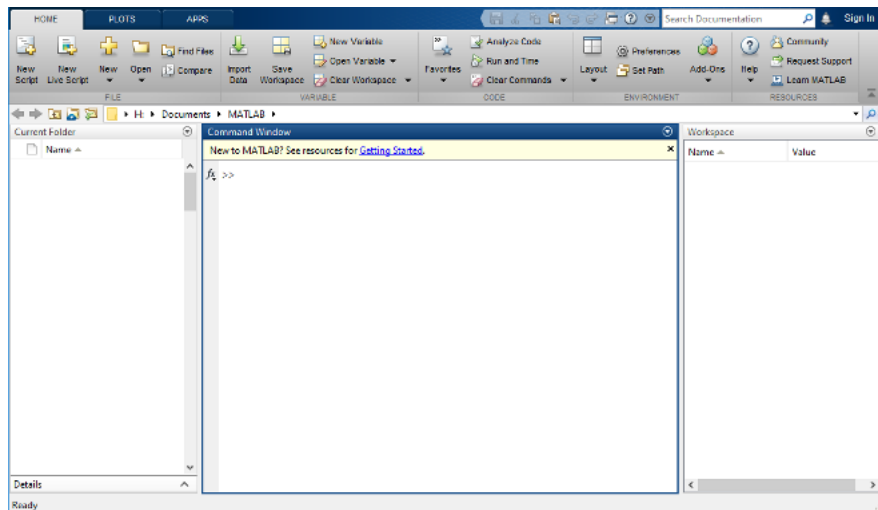 HOME PLOTS APPS Search Documentation Sign In
New Script
New Live Script
New
Open
Find Files
Compare
Import Data
Save Workspace
New Variable
Open Variable
Clear Workspace
Favorites
Analyze Code
Run and Time
Clear Commands
Layout
Preferences
Set Path
Add-Ons
Help
Community
Request Support
Learn MATLAB
FILE VARIABLE CODE ENVIRONMENT RESOURCES
H: Documents MATLAB
Current Folder
Name
Command Window
New to MATLAB? See resources for Getting Started.
fx >>
Workspace
Name Value
Details
Ready